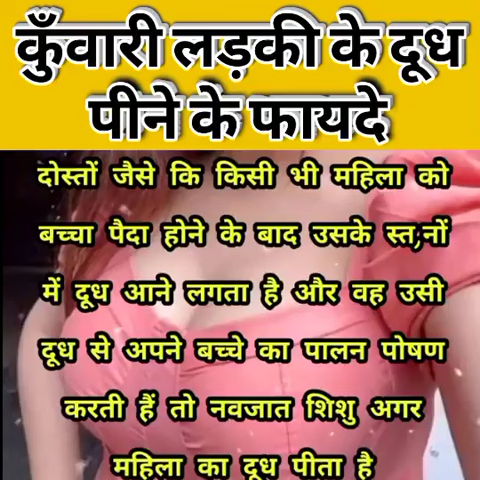 कुँवारी लड़की के दूध
पीने के फायदे
दोस्तों जैसे कि किसी भी महिला को
बच्चा पैदा होने के बाद उसके स्त;नों
में दूध आने लगता है और वह उसी
दूध से अपने बच्चे का पालन पोषण
करती हैं तो नवजात शिशु अगर
महिला का दूध पीता है